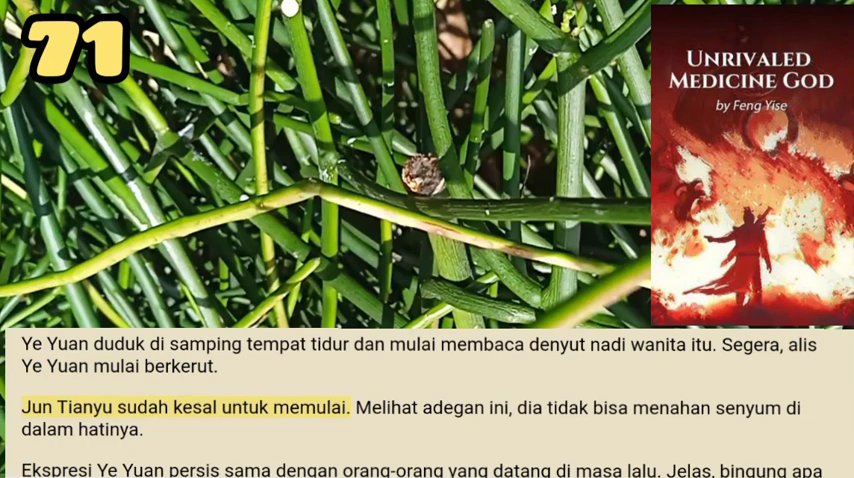 71
UNRIVALED
MEDICINE GOD
by Feng Yise
Ye Yuan duduk di samping tempat tidur dan mulai membaca denyut nadi wanita itu. Segera, alis
Ye Yuan mulai berkerut.
Jun Tianyu sudah kesal untuk memulai. Melihat adegan ini, dia tidak bisa menahan senyum di
dalam hatinya.
Ekspresi Ye Yuan persis sama dengan orang-orang yang datang di masa lalu. Jelas, bingung apa